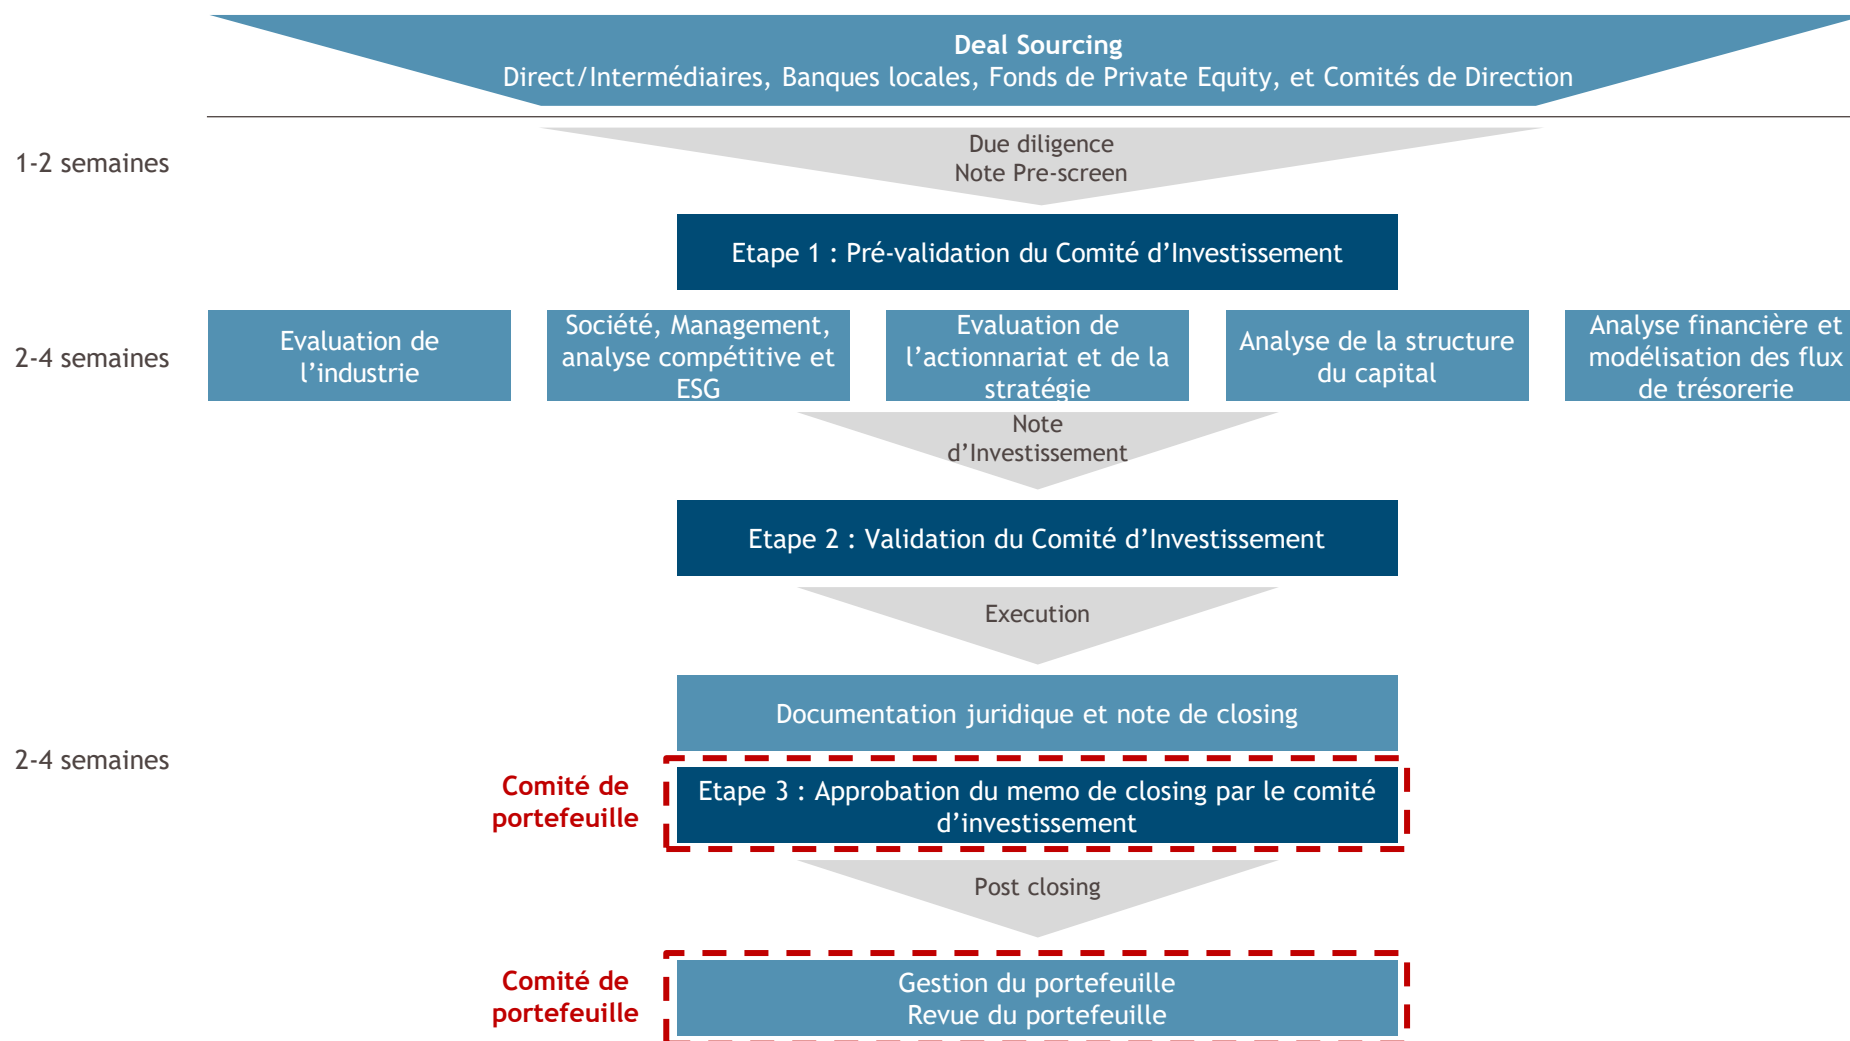 Deal Sourcing
Direct/Intermédiaires, Banques locales, Fonds de Private Equity, et Comités de Direction
1-2 semaines
Due diligence
Note Pre-screen
Etape 1 : Pré-validation du Comité d’Investissement
2-4 semaines
Evaluation de
l’industrie
Société, Management,
analyse compétitive et
ESG
Evaluation de
l’actionnariat et de la
stratégie
Analyse de la structure
du capital
Analyse financière et
modélisation des flux
de trésorerie
Note
d’Investissement
Etape 2 : Validation du Comité d’Investissement
Execution
Documentation juridique et note de closing
2-4 semaines
Comité de
portefeuille
Etape 3 : Approbation du memo de closing par le comité
d’investissement
Post closing
Comité de
portefeuille
Gestion du portefeuille
Revue du portefeuille